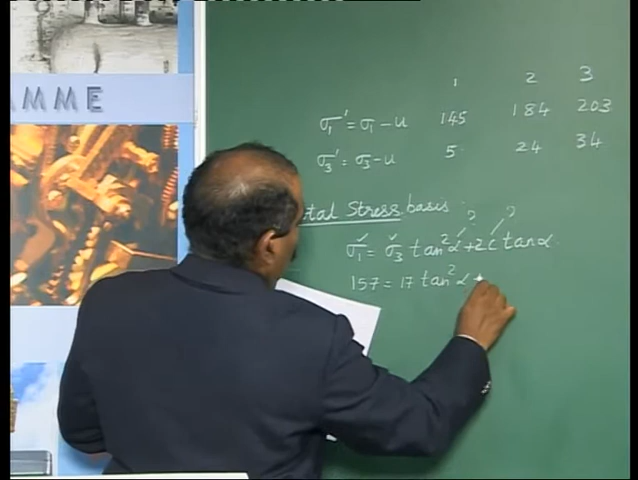 AMME
1 2 3
σ₁' = σ₁ - u 145 184 203
σ₃' = σ₃ - u 5 24 34
tal Stress basis :
? ?
✓ ✓
σ₁ = σ₃ tan²α + 2c tanα
157 = 17 tan²α +